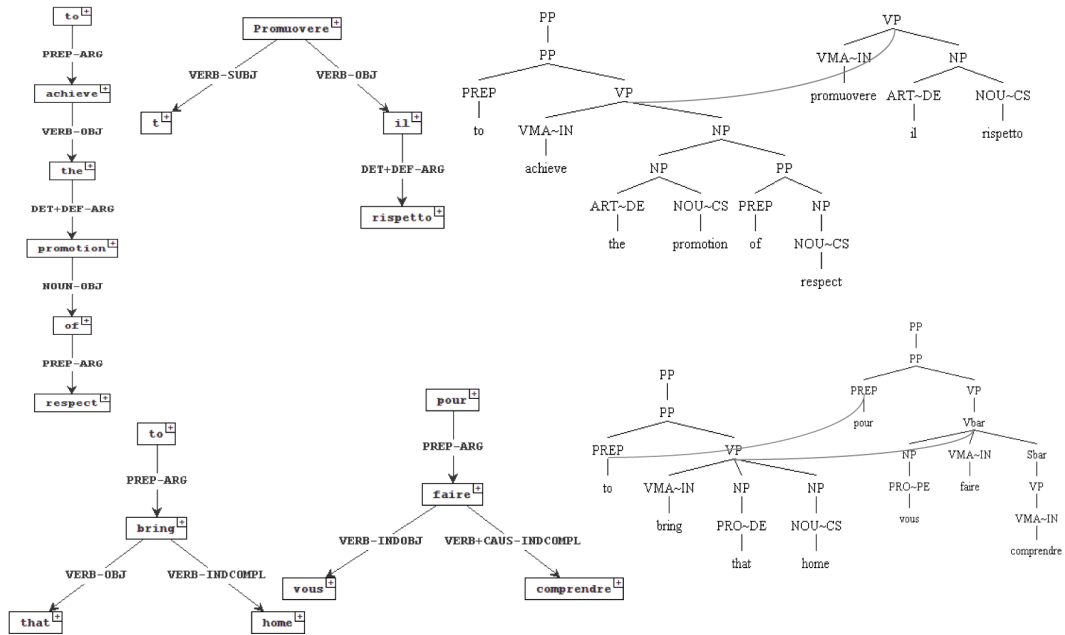 to
PREP-ARG
achieve
VERB-OBJ
the
DET+DEF-ARG
promotion
NOUN-OBJ
of
PREP-ARG
respect
Promuovere
VERB-SUBJ VERB-OBJ
t il
DET+DEF-ARG
rispetto
PP
PP
PREP VP
to VMA~IN NP
achieve NP PP
ART~DE NOU~CS PREP NP
the promotion of NOU~CS
respect
VP
VMA~IN NP
promuovere ART~DE NOU~CS
il rispetto
to
PREP-ARG
bring
VERB-OBJ VERB-INDCOMPL
that home
pour
PREP-ARG
faire
VERB-INDOBJ VERB+CAUS-INDCOMPL
vous comprendre
PP
PP
PREP VP
to VMA~IN NP NP
bring PRO~DE NOU~CS
that home
PP
PP
PREP VP
pour Vbar
NP VMA~IN Sbar
PRO~PE faire VP
vous VMA~IN
comprendre